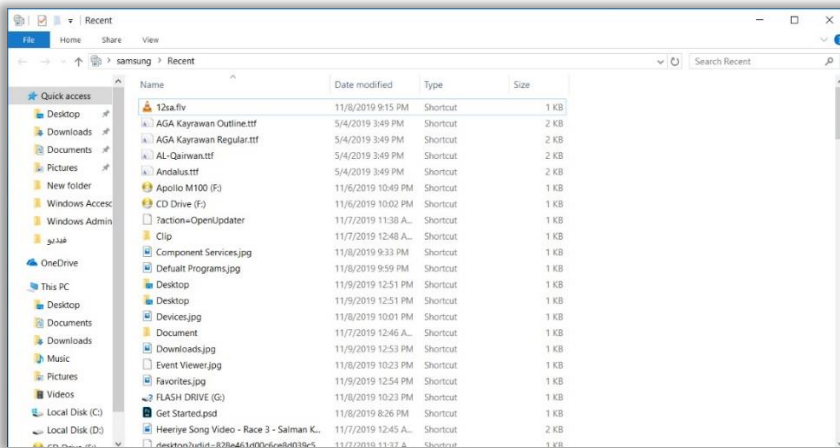 Recent
File Home Share View
samsung › Recent
Search Recent
Quick access
Desktop
Downloads
Documents
Pictures
New folder
Windows Accesc
Windows Admin
فيديو
OneDrive
This PC
Desktop
Documents
Downloads
Music
Pictures
Videos
Local Disk (C:)
Local Disk (D:)
Name Date modified Type Size
12sa.flv 11/8/2019 9:15 PM Shortcut 1 KB
AGA Kayrawan Outline.ttf 5/4/2019 3:49 PM Shortcut 2 KB
AGA Kayrawan Regular.ttf 5/4/2019 3:49 PM Shortcut 2 KB
AL-Qairwan.ttf 5/4/2019 3:49 PM Shortcut 2 KB
Andalus.ttf 5/4/2019 3:49 PM Shortcut 2 KB
Apollo M100 (F:) 11/6/2019 10:49 PM Shortcut 1 KB
CD Drive (F:) 11/6/2019 10:02 PM Shortcut 1 KB
?action=OpenUpdater 11/7/2019 11:38 A... Shortcut 1 KB
Clip 11/7/2019 12:48 A... Shortcut 1 KB
Component Services.jpg 11/8/2019 9:33 PM Shortcut 1 KB
Defualt Programs.jpg 11/8/2019 9:59 PM Shortcut 1 KB
Desktop 11/9/2019 12:51 PM Shortcut 1 KB
Desktop 11/9/2019 12:51 PM Shortcut 1 KB
Devices.jpg 11/8/2019 10:01 PM Shortcut 1 KB
Document 11/7/2019 12:46 A... Shortcut 1 KB
Downloads.jpg 11/9/2019 12:53 PM Shortcut 1 KB
Event Viewer.jpg 11/8/2019 10:23 PM Shortcut 1 KB
Favorites.jpg 11/9/2019 12:54 PM Shortcut 1 KB
FLASH DRIVE (G:) 11/8/2019 10:23 PM Shortcut 1 KB
Get Started.psd 11/8/2019 8:26 PM Shortcut 1 KB
Heeriye Song Video - Race 3 - Salman K... 11/7/2019 12:45 A... Shortcut 2 KB
11/7/2019 11:37 A... Shortcut 1 KB